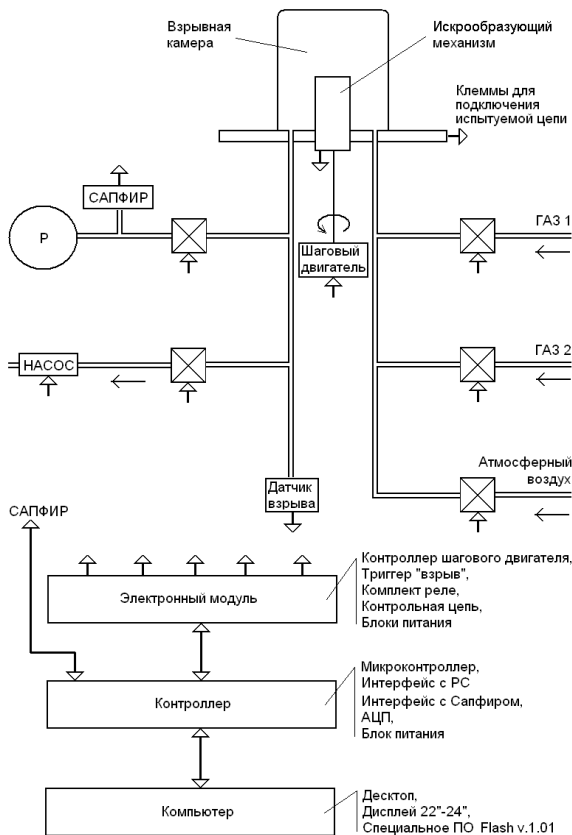 Взрывная
камера
Искрообразующий
механизм
Клеммы для
подключения
испытуемой цепи
САПФИР
P
Шаговый
двигатель
ГАЗ 1
НАСОС
ГАЗ 2
Датчик
взрыва
Атмосферный
воздух
САПФИР
Электронный модуль
Контроллер шагового двигателя,
Триггер "взрыв",
Комплект реле,
Контрольная цепь,
Блоки питания
Контроллер
Микроконтроллер,
Интерфейс с PC
Интерфейс с Сапфиром,
АЦП,
Блок питания
Компьютер
Десктоп,
Дисплей 22"-24",
Специальное ПО Flash v.1.01